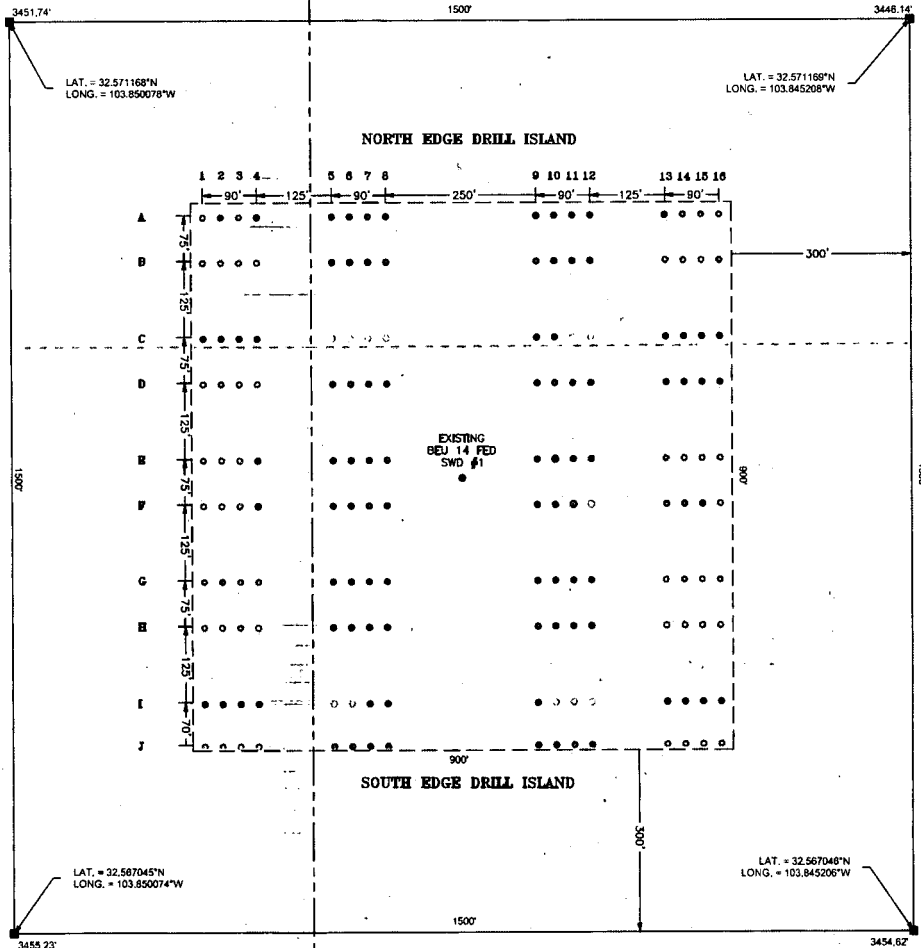 3451.74'
1500'
3446.14'
LAT. = 32.571168°N
LONG. = 103.850078°W
LAT. = 32.571169°N
LONG. = 103.845208°W
NORTH EDGE DRILL ISLAND
1 2 3 4 5 6 7 8 9 10 11 12 13 14 15 16
90' 125' 90' 250' 90' 125' 90'
A
75'
B
300'
125'
C
75'
D
125'
EXISTING
BEU 14 FED
SWD #1
E
1500'
75'
900'
F
125'
G
75'
H
125'
I
70'
J
900'
SOUTH EDGE DRILL ISLAND
300'
LAT. = 32.567045°N
LONG. = 103.850074°W
LAT. = 32.567046°N
LONG. = 103.845206°W
1500'
3455.23'
3454.62'